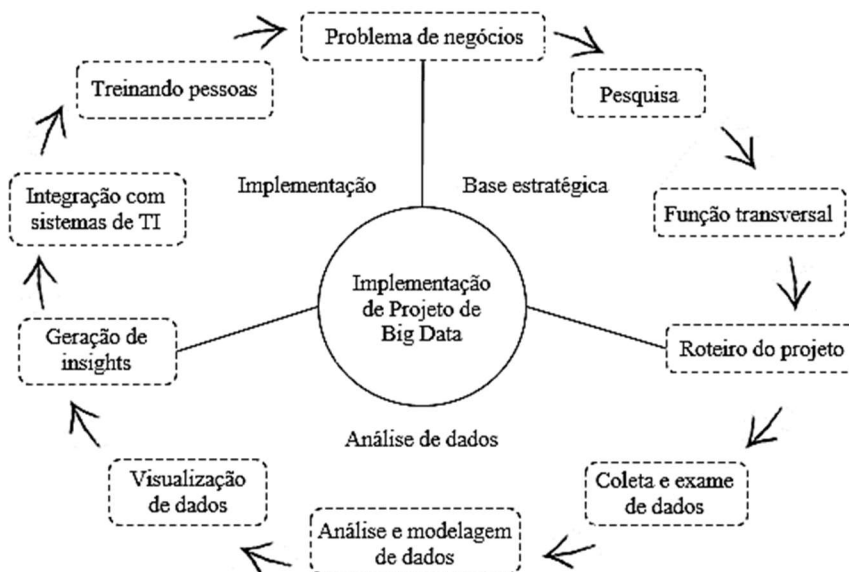 Problema de negócios
Pesquisa
Função transversal
Roteiro do projeto
Coleta e exame
de dados
Análise e modelagem
de dados
Visualização
de dados
Geração de
insights
Integração com
sistemas de TI
Treinando pessoas
Implementação
Base estratégica
Análise de dados
Implementação
de Projeto de
Big Data